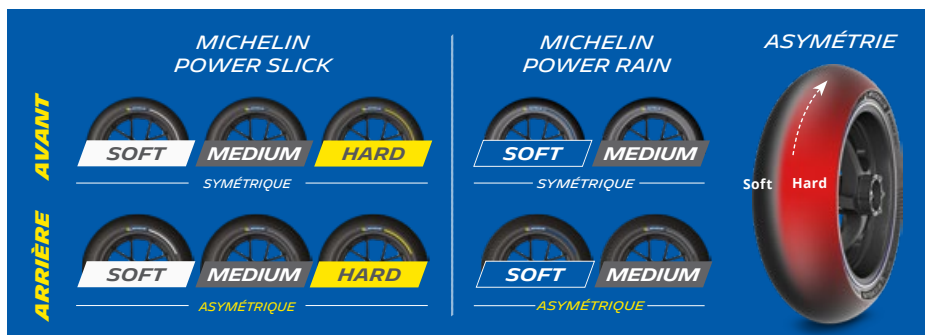 MICHELIN
POWER SLICK
MICHELIN
POWER RAIN
ASYMÉTRIE
AVANT
SOFT
MEDIUM
HARD
SOFT
MEDIUM
SYMÉTRIQUE
SYMÉTRIQUE
Soft
Hard
ARRIÈRE
SOFT
MEDIUM
HARD
SOFT
MEDIUM
ASYMÉTRIQUE
ASYMÉTRIQUE